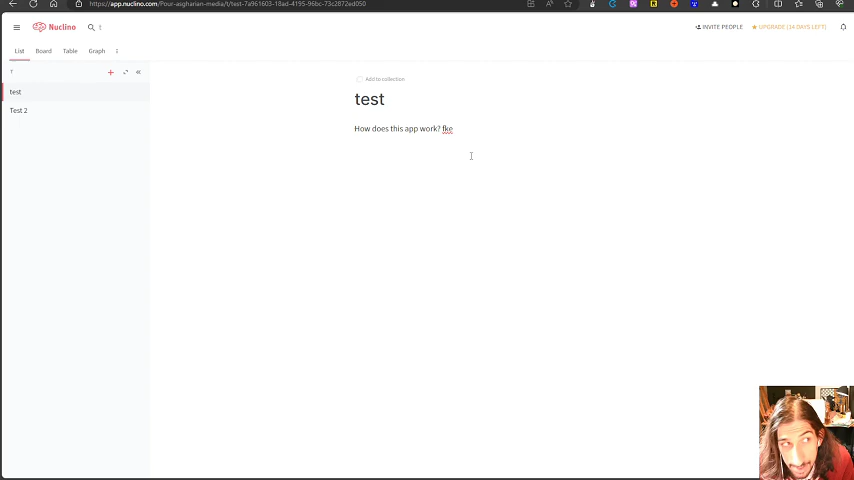 https://app.nuclino.com/Pour-asgharian-media/t/test-7a961603-18ad-4195-96bc-73c2872ed050
Nuclino
t
INVITE PEOPLE
UPGRADE (14 DAYS LEFT)
List
Board
Table
Graph
T
test
Test 2
Add to collection
test
How does this app work? fke